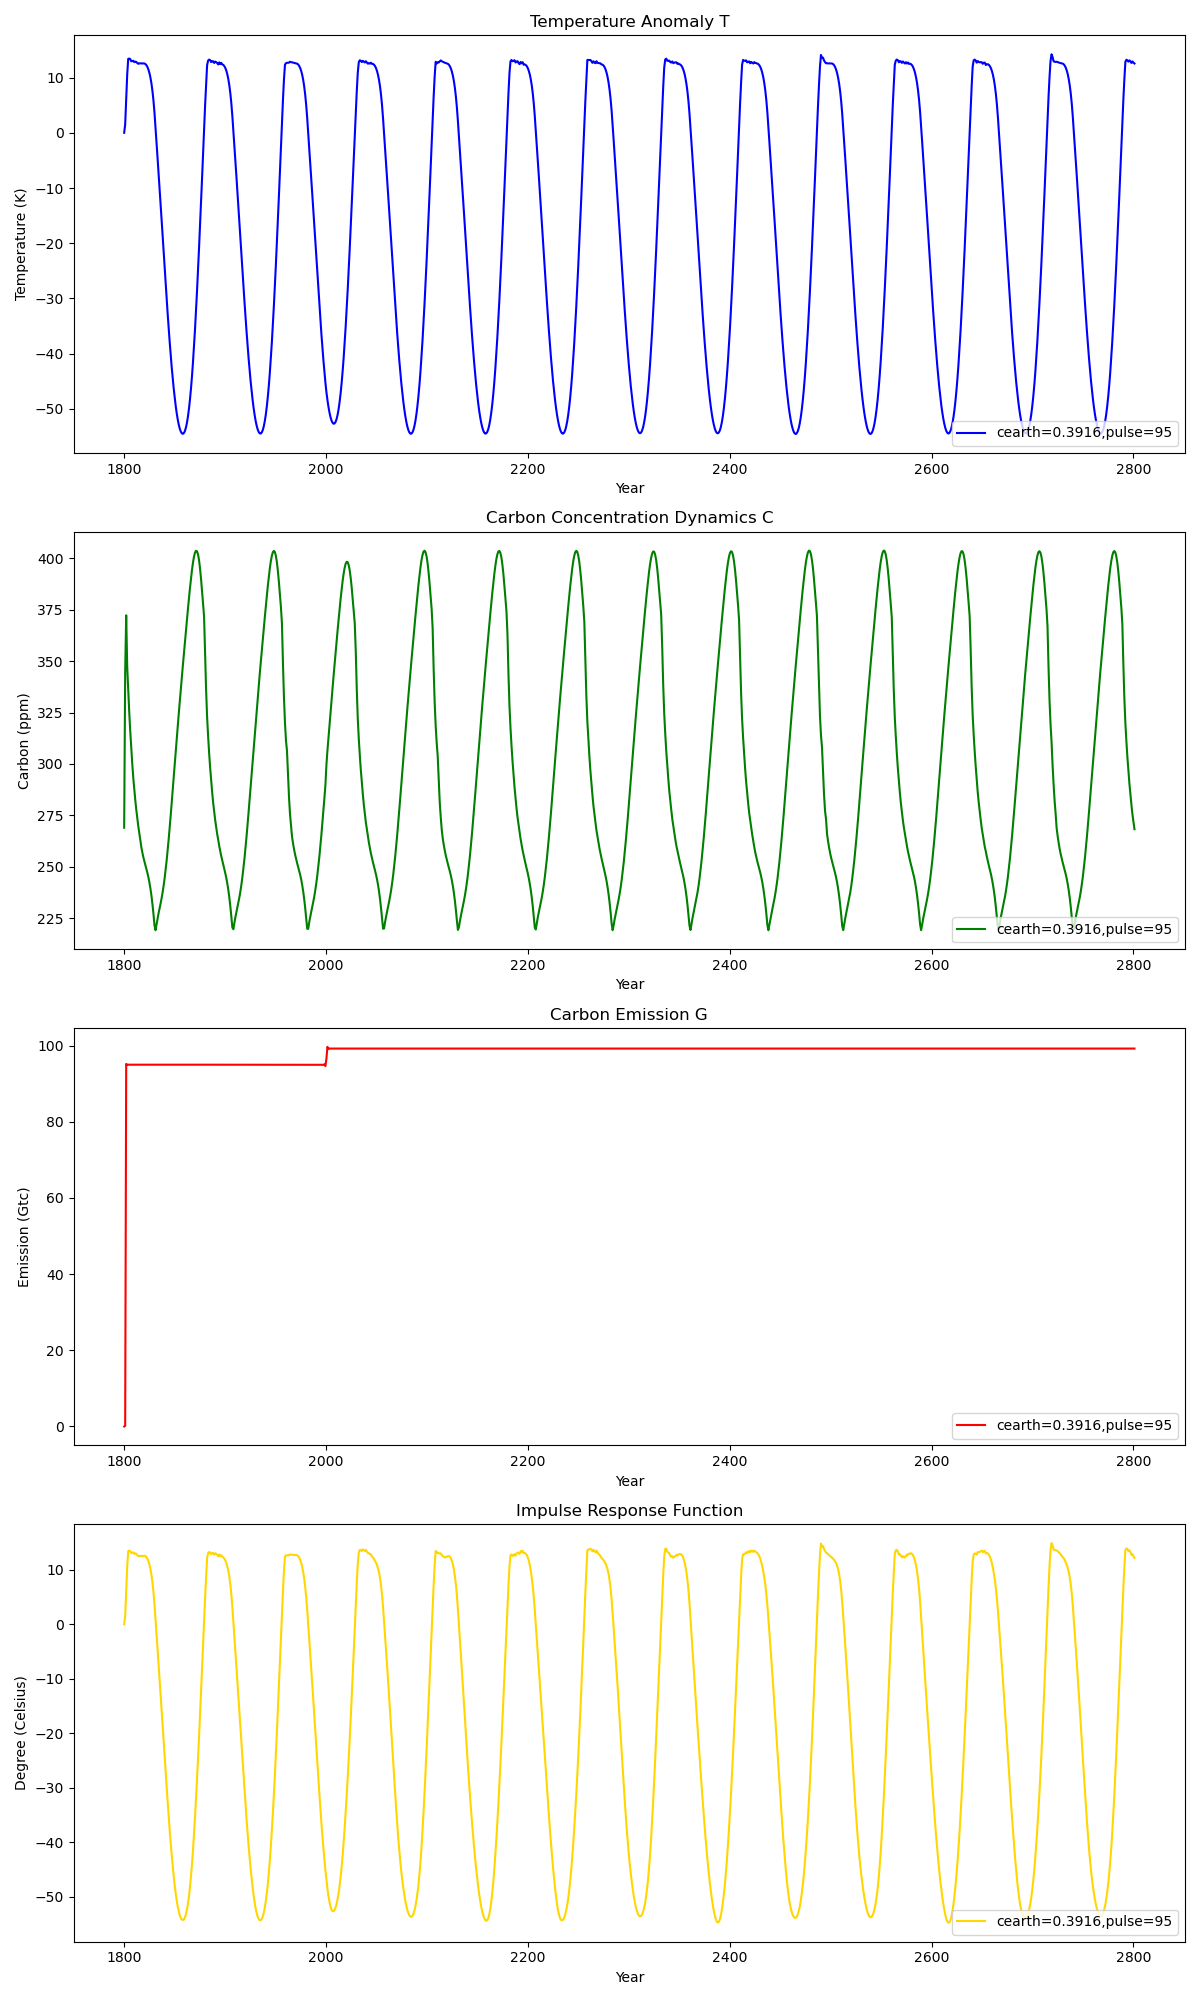 Temperature Anomaly T
10
0
−10
−20
−30
−40
−50
Temperature (K)
cearth=0.3916,pulse=95
1800 2000 2200 2400 2600 2800
Year
Carbon Concentration Dynamics C
400
375
350
325
300
275
250
225
Carbon (ppm)
cearth=0.3916,pulse=95
1800 2000 2200 2400 2600 2800
Year
Carbon Emission G
100
80
60
40
20
0
Emission (Gtc)
cearth=0.3916,pulse=95
1800 2000 2200 2400 2600 2800
Year
Impulse Response Function
10
0
−10
−20
−30
−40
−50
Degree (Celsius)
cearth=0.3916,pulse=95
1800 2000 2200 2400 2600 2800
Year